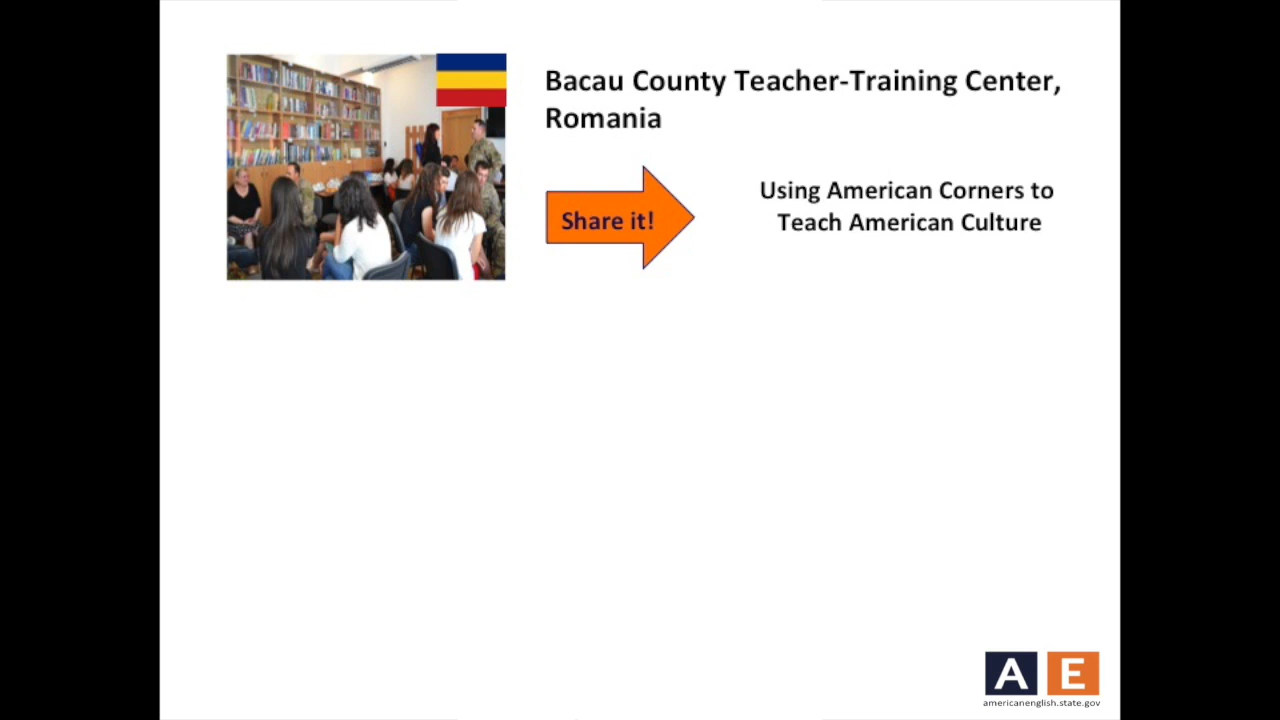 Bacau County Teacher-Training Center,
Romania
Share it!
Using American Corners to
Teach American Culture
A E
americanenglish.state.gov